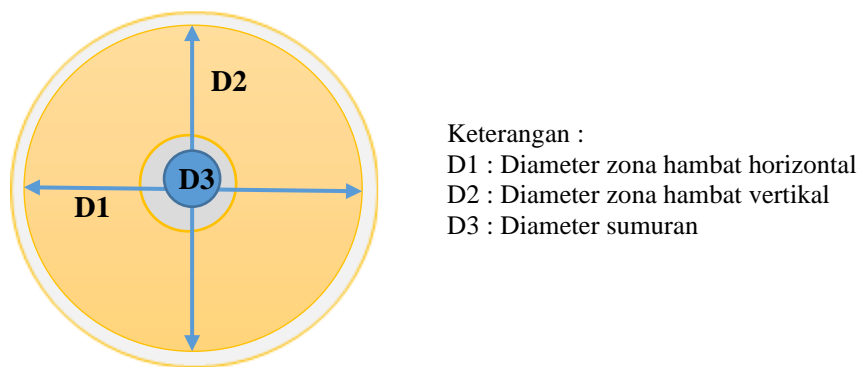 D2
D3
D1
Keterangan :
D1 : Diameter zona hambat horizontal
D2 : Diameter zona hambat vertikal
D3 : Diameter sumuran